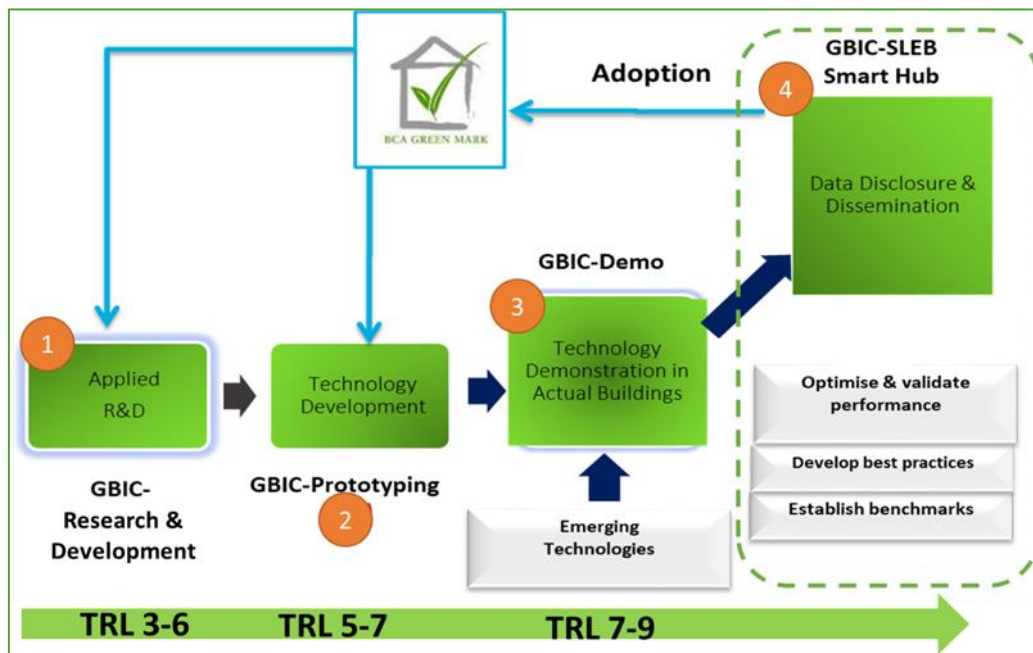 GBIC-SLEB
Smart Hub
Adoption
4
BCA GREEN MARK
Data Disclosure &
Dissemination
GBIC-Demo
3
Technology
Demonstration in
Actual Buildings
1
Applied
R&D
Technology
Development
GBIC-
Research &
Development
GBIC-Prototyping
2
Emerging
Technologies
Optimise & validate
performance
Develop best practices
Establish benchmarks
TRL 3-6
TRL 5-7
TRL 7-9